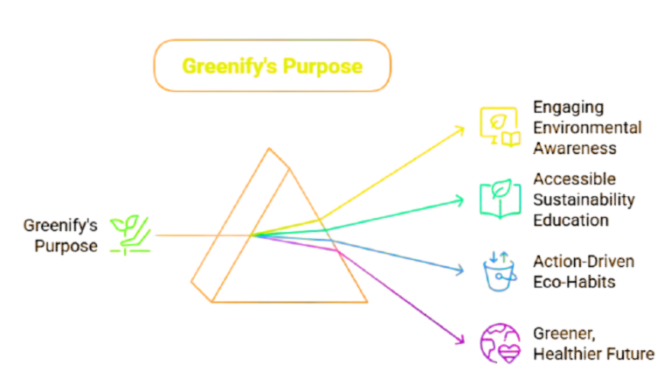 Greenify's Purpose
Greenify's
Purpose
Engaging
Environmental
Awareness
Accessible
Sustainability
Education
Action-Driven
Eco-Habits
Greener,
Healthier Future